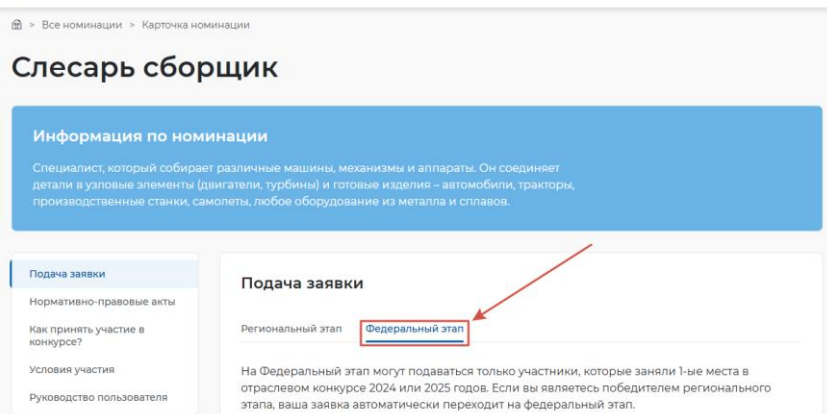 > Все номинации > Карточка номинации
Слесарь сборщик
Информация по номинации
Специалист, который собирает различные машины, механизмы и аппараты. Он соединяет
детали в узловые элементы (двигатели, турбины) и готовые изделия – автомобили, тракторы,
производственные станки, самолеты, любое оборудование из металла и сплавов.
Подача заявки
Нормативно-правовые акты
Как принять участие в
конкурсе?
Условия участия
Руководство пользователя
Подача заявки
Региональный этап Федеральный этап
На Федеральный этап могут подаваться только участники, которые заняли 1-ые места в
отраслевом конкурсе 2024 или 2025 годов. Если вы являетесь победителем регионального
этапа, ваша заявка автоматически переходит на федеральный этап.